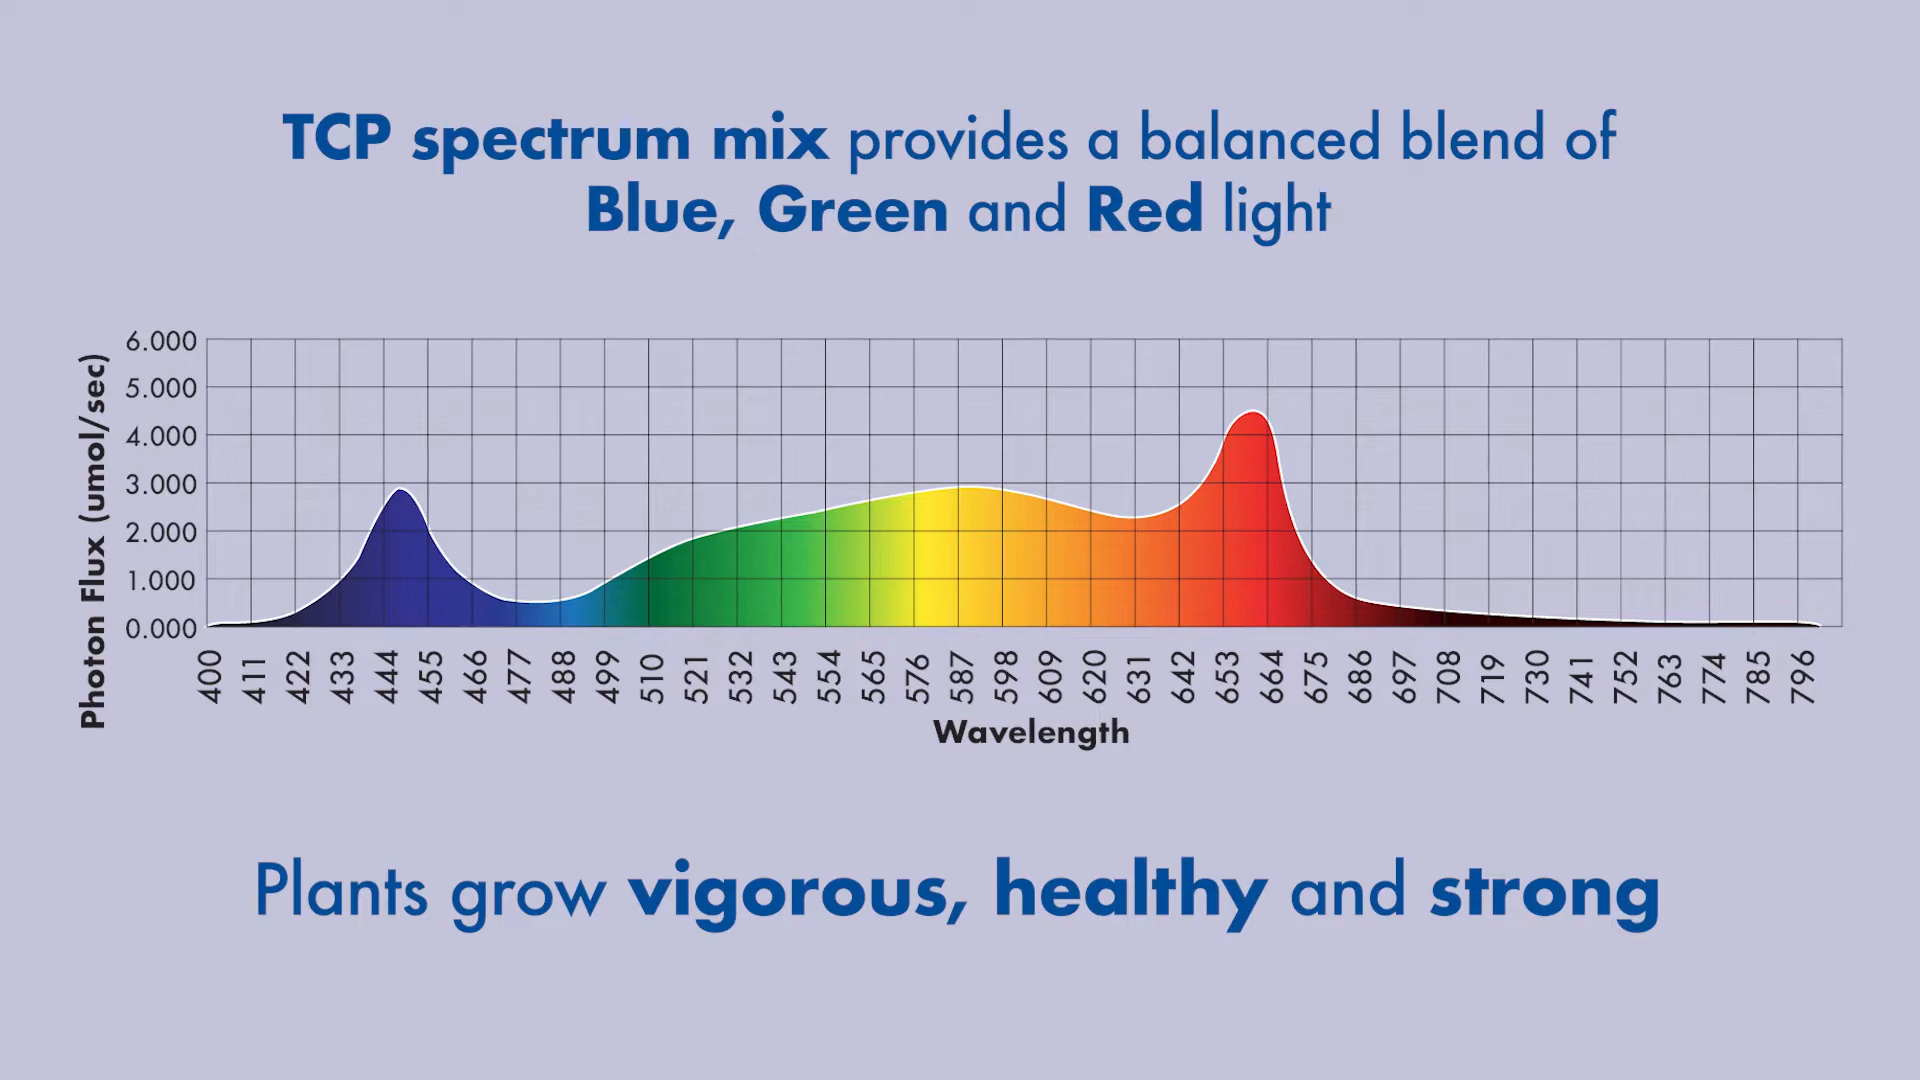 TCP spectrum mix provides a balanced blend of
Blue, Green and Red light
Photon Flux (umol/sec)
6.000
5.000
4.000
3.000
2.000
1.000
0.000
400 411 422 433 444 455 466 477 488 499 510 521 532 543 554 565 576 587 598 609 620 631 642 653 664 675 686 697 708 719 730 741 752 763 774 785 796
Wavelength
Plants grow vigorous, healthy and strong